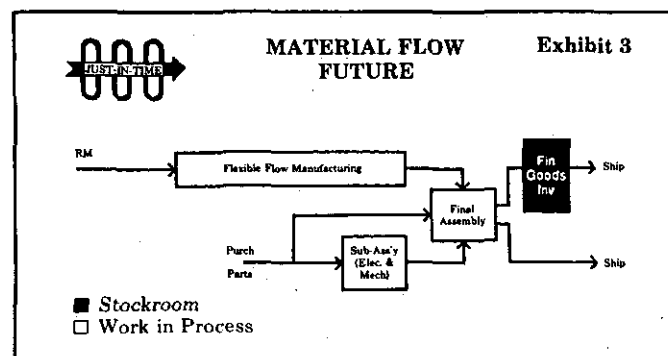 MATERIAL FLOW
FUTURE
Exhibit 3
JUST-IN-TIME
RM
Flexible Flow Manufacturing
Fin
Goods
Inv
Ship
Final
Assembly
Purch
Parts
Sub-Ass'y
(Elec. &
Mech)
Ship
Stockroom
Work in Process